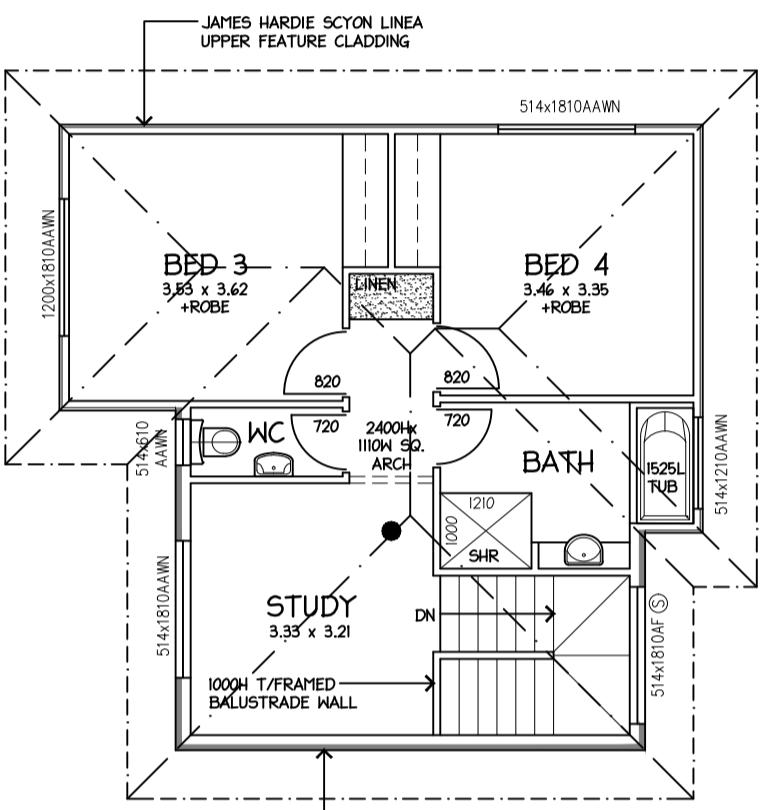 JAMES HARDIE SCYON LINEA
UPPER FEATURE CLADDING
514x1810AAWN
1200x1810AAWN
BED 3
3.53 x 3.62
+ROBE
LINEN
BED 4
3.46 x 3.35
+ROBE
820
820
514x610
AAWN
WC
720
2400Hx
1110W SQ.
ARCH
720
BATH
1525L
TUB
514x1210AAWN
1210
1000
SHR
514x1810AAWN
STUDY
3.33 x 3.21
DN
514x1810AF S
1000H T/FRAMED
BALUSTRADE WALL